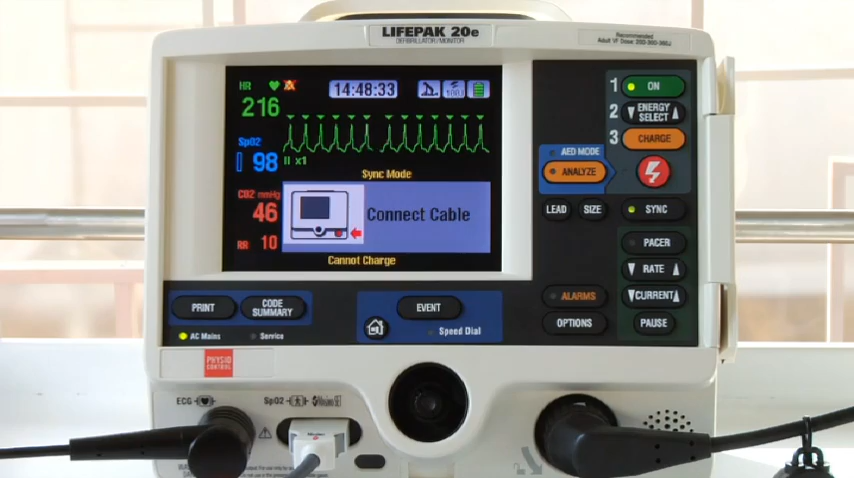 LIFEPAK 20e
DEFIBRILLATOR/MONITOR
Recommended
Adult VF Dose: 200-300-360J
HR
14:48:33
216
SpO2
98
II x1
Sync Mode
CO2 mmHg
46
Connect Cable
RR 10
Cannot Charge
1 ON
2 ENERGY SELECT
3 CHARGE
AED MODE
ANALYZE
LEAD
SIZE
SYNC
PACER
RATE
CURRENT
PAUSE
ALARMS
OPTIONS
PRINT
CODE SUMMARY
EVENT
Speed Dial
AC Mains
Service
PHYSIO
CONTROL
ECG
SpO2
Masimo SET